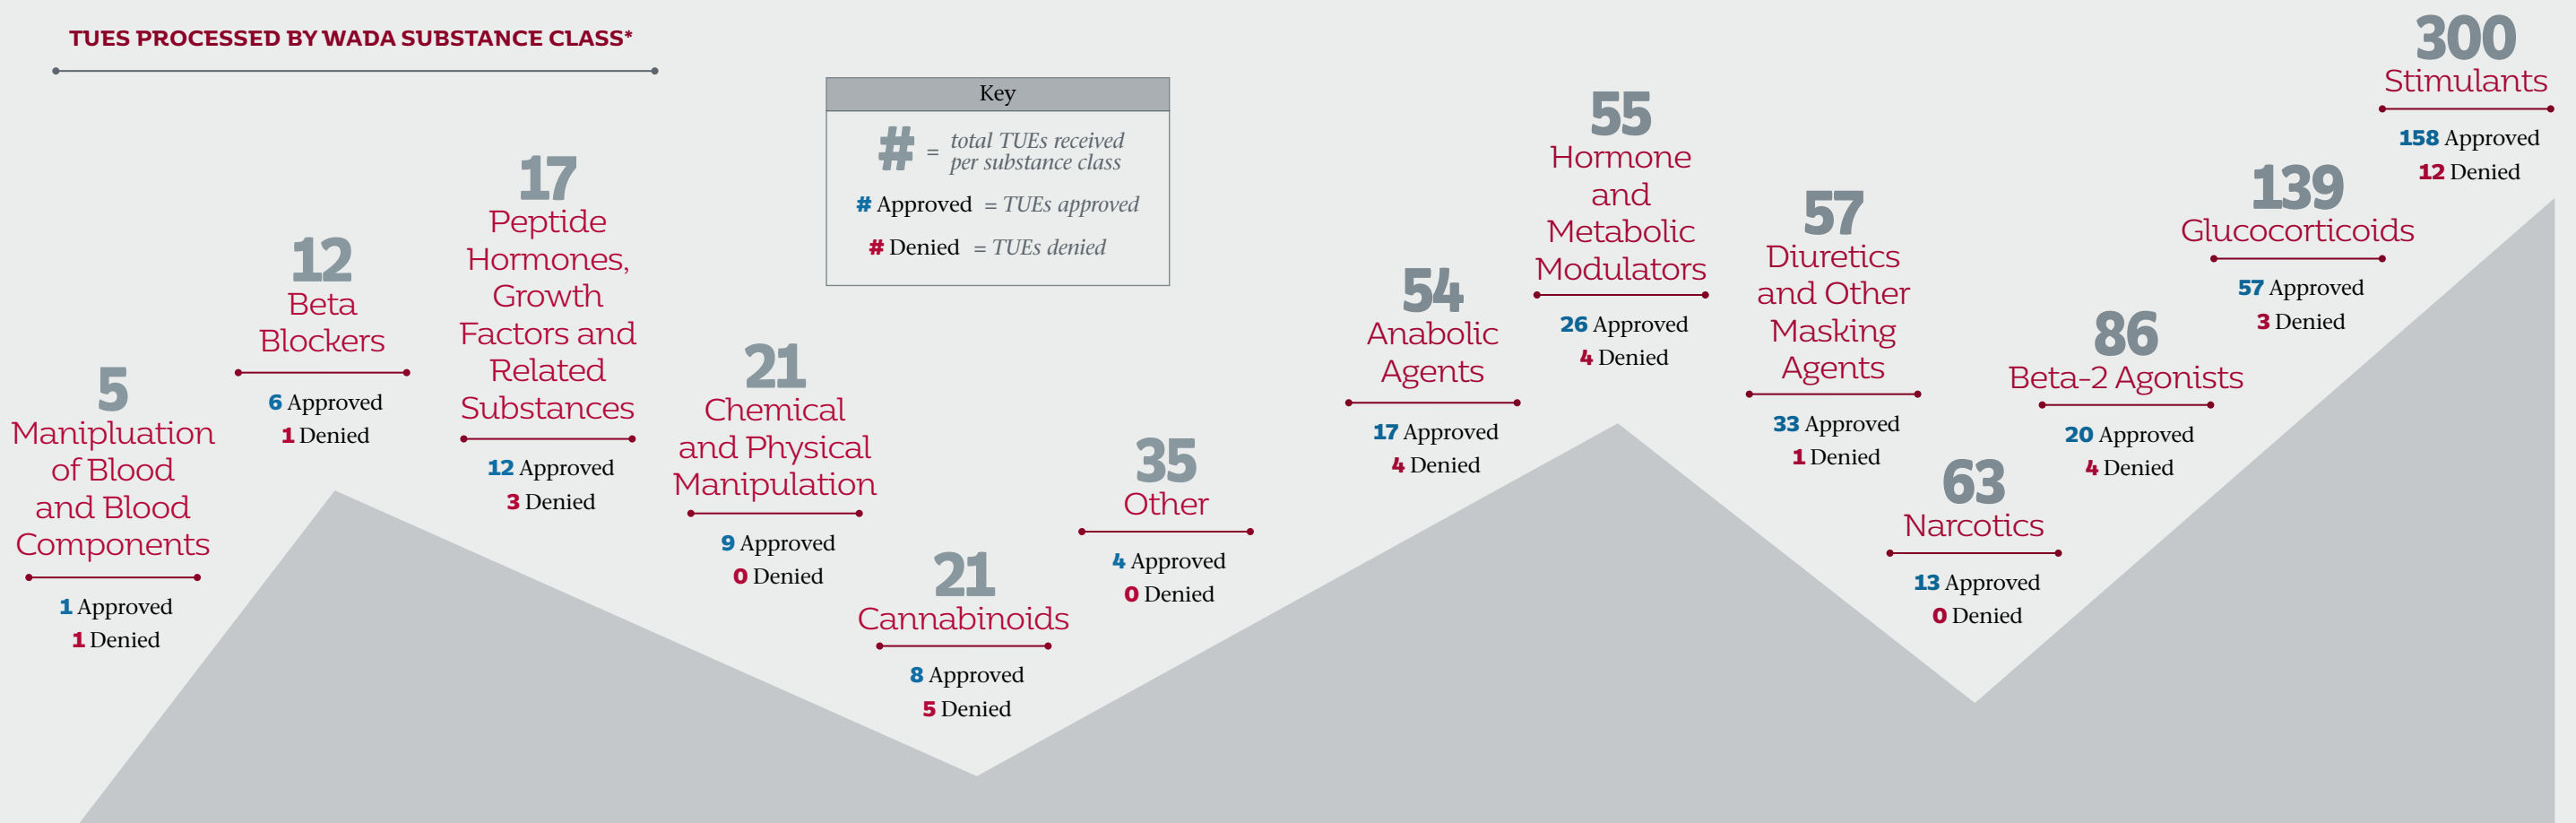 TUES PROCESSED BY WADA SUBSTANCE CLASS*
5
Manipluation
of Blood
and Blood
Components
1 Approved
1 Denied
12
Beta
Blockers
6 Approved
1 Denied
17
Peptide
Hormones,
Growth
Factors and
Related
Substances
12 Approved
3 Denied
21
Chemical
and Physical
Manipulation
9 Approved
0 Denied
Key
# = total TUEs received
per substance class
# Approved = TUEs approved
# Denied = TUEs denied
21
Cannabinoids
8 Approved
5 Denied
35
Other
4 Approved
0 Denied
54
Anabolic
Agents
17 Approved
4 Denied
55
Hormone
and
Metabolic
Modulators
26 Approved
4 Denied
57
Diuretics
and Other
Masking
Agents
33 Approved
1 Denied
63
Narcotics
13 Approved
0 Denied
86
Beta-2 Agonists
20 Approved
4 Denied
139
Glucocorticoids
57 Approved
3 Denied
300
Stimulants
158 Approved
12 Denied